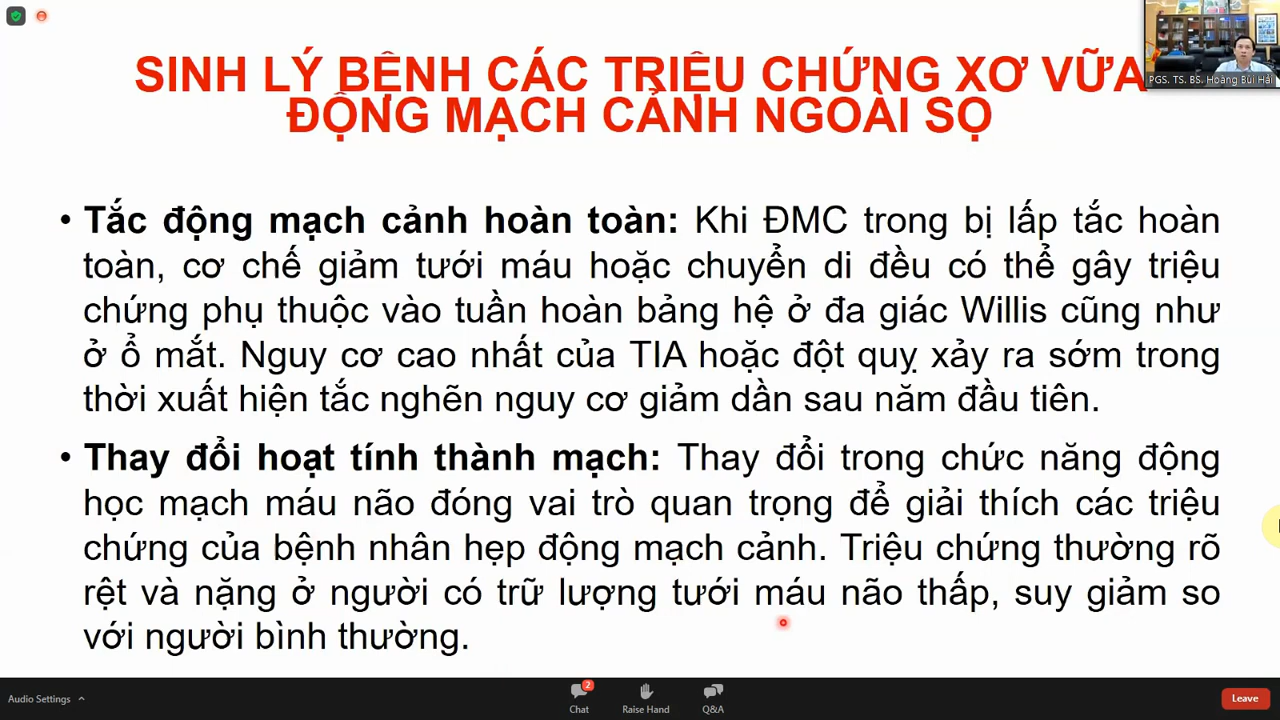 SINH LÝ BỆNH CÁC TRIỆU CHỨNG XƠ VỮA
ĐỘNG MẠCH CẢNH NGOÀI SỌ
PGS. TS. BS. Hoàng Bùi Hải
• Tắc động mạch cảnh hoàn toàn: Khi ĐMC trong bị lấp tắc hoàn
toàn, cơ chế giảm tưới máu hoặc chuyển di đều có thể gây triệu
chứng phụ thuộc vào tuần hoàn bảng hệ ở đa giác Willis cũng như
ở ổ mắt. Nguy cơ cao nhất của TIA hoặc đột quỵ xảy ra sớm trong
thời xuất hiện tắc nghẽn nguy cơ giảm dần sau năm đầu tiên.
• Thay đổi hoạt tính thành mạch: Thay đổi trong chức năng động
học mạch máu não đóng vai trò quan trọng để giải thích các triệu
chứng của bệnh nhân hẹp động mạch cảnh. Triệu chứng thường rõ
rệt và nặng ở người có trữ lượng tưới máu não thấp, suy giảm so
với người bình thường.
Audio Settings
2
Chat
Raise Hand
Q&A
Leave